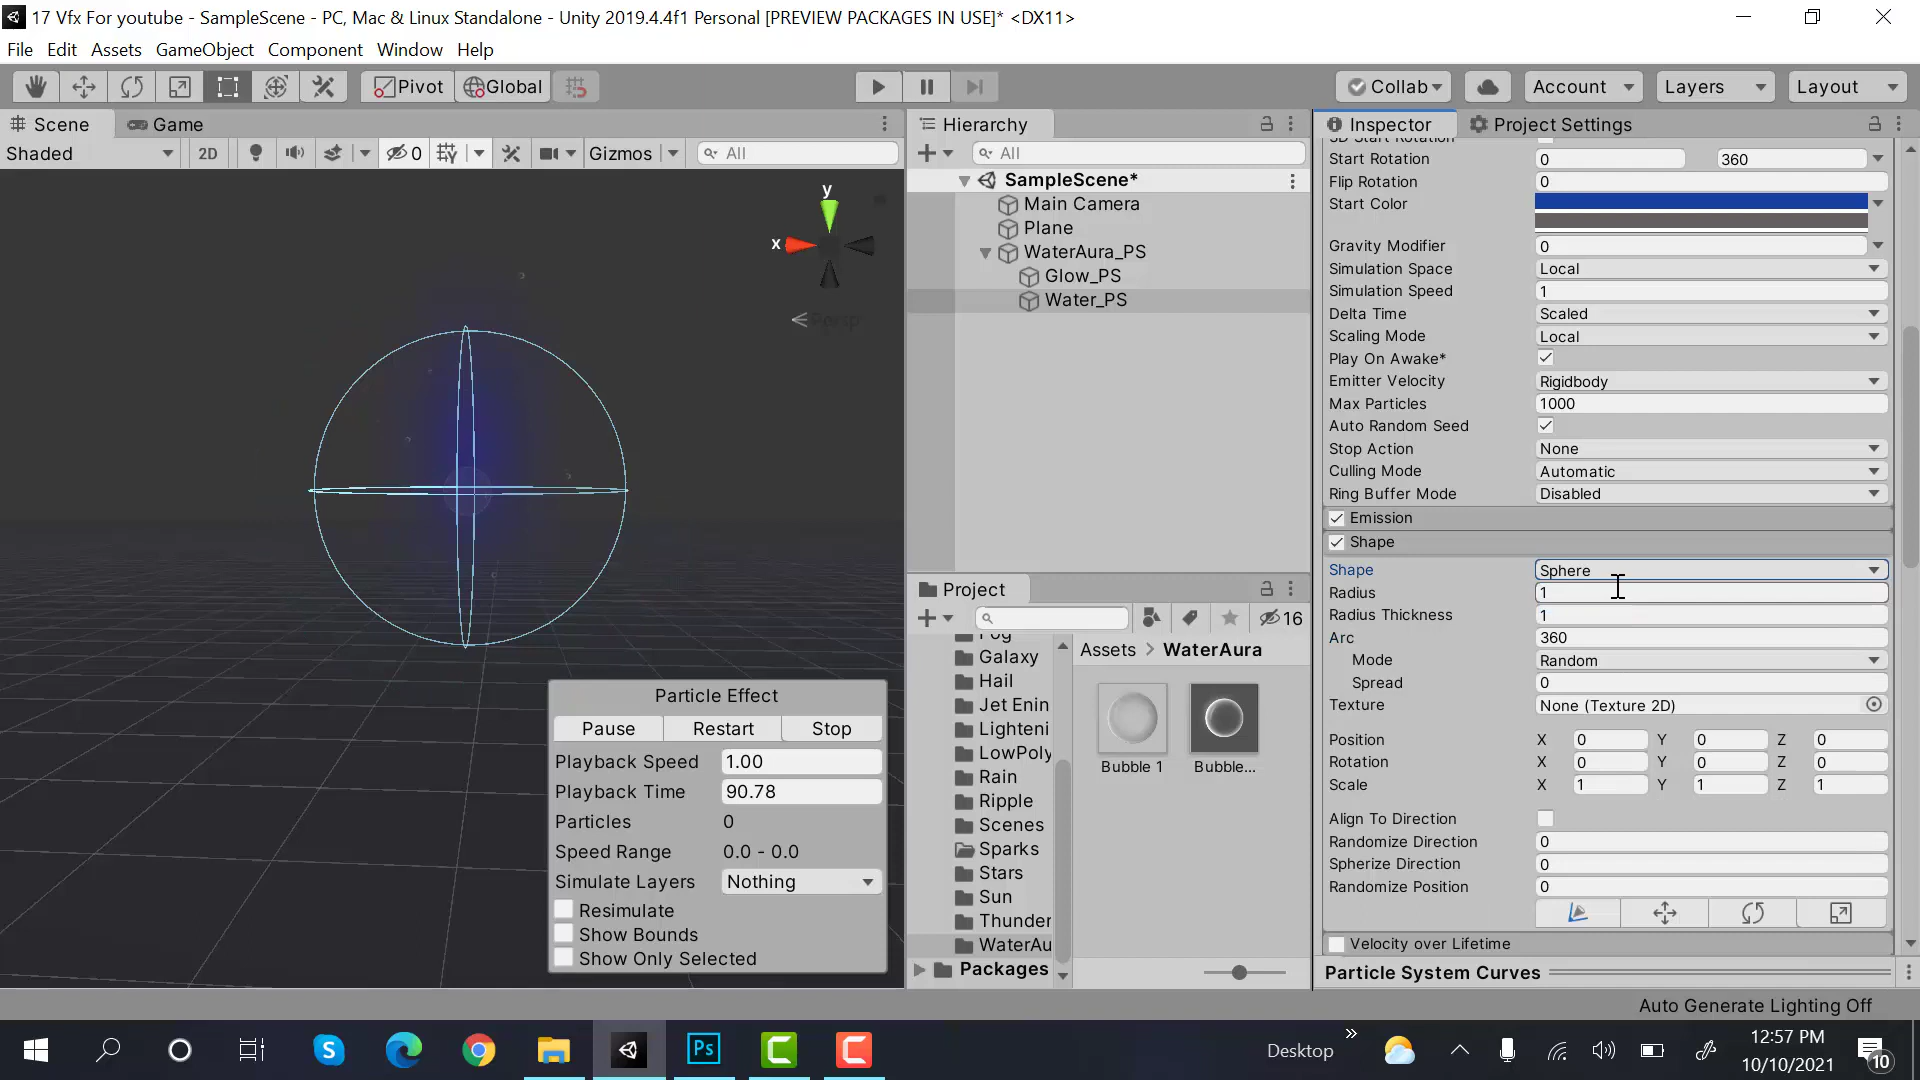 17 Vfx For youtube - SampleScene - PC, Mac & Linux Standalone - Unity 2019.4.4f1 Personal [PREVIEW PACKAGES IN USE]* <DX11>
File Edit Assets GameObject Component Window Help
Pivot Global Collab Account Layers Layout
Scene Game
Shaded 2D 0 Gizmos All
y
x
Persp
Particle Effect
Pause Restart Stop
Playback Speed 1.00
Playback Time 90.78
Particles 0
Speed Range 0.0 - 0.0
Simulate Layers Nothing
Resimulate
Show Bounds
Show Only Selected
Hierarchy
All
SampleScene*
Main Camera
Plane
WaterAura_PS
Glow_PS
Water_PS
Project
16
Fog
Galaxy
Hail
Jet Enin
Lighteni
LowPoly
Rain
Ripple
Scenes
Sparks
Stars
Sun
Thunder
WaterAu
Packages
Assets > WaterAura
Bubble 1 Bubble...
Inspector Project Settings
3D Start Rotation
Start Rotation 0 360
Flip Rotation 0
Start Color
Gravity Modifier 0
Simulation Space Local
Simulation Speed 1
Delta Time Scaled
Scaling Mode Local
Play On Awake*
Emitter Velocity Rigidbody
Max Particles 1000
Auto Random Seed
Stop Action None
Culling Mode Automatic
Ring Buffer Mode Disabled
Emission
Shape
Shape Sphere
Radius 1
Radius Thickness 1
Arc 360
Mode Random
Spread 0
Texture None (Texture 2D)
Position X 0 Y 0 Z 0
Rotation X 0 Y 0 Z 0
Scale X 1 Y 1 Z 1
Align To Direction
Randomize Direction 0
Spherize Direction 0
Randomize Position 0
Velocity over Lifetime
Particle System Curves
Auto Generate Lighting Off
Desktop
12:57 PM
10/10/2021
10